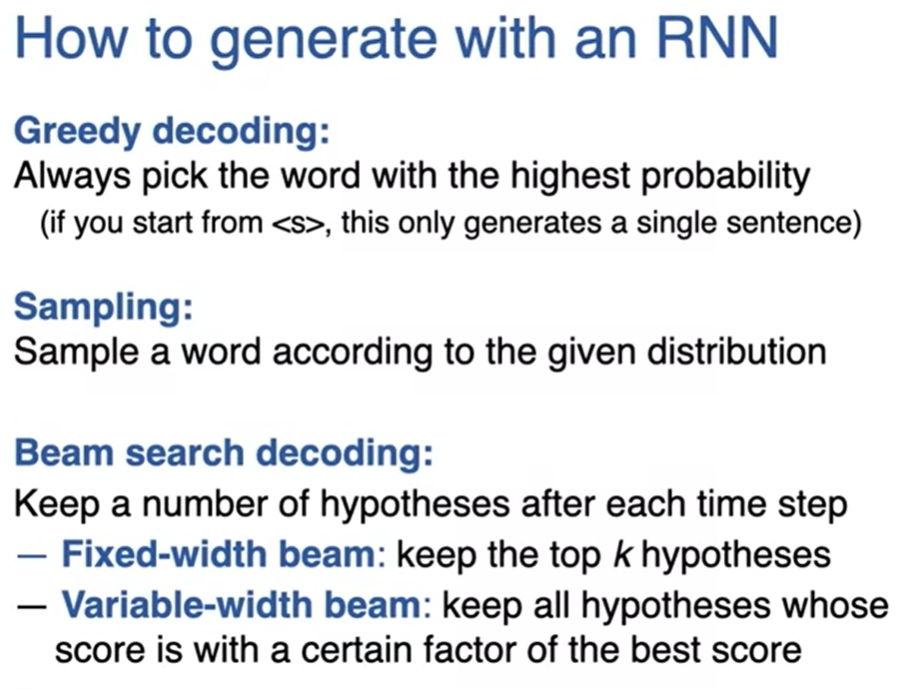 How to generate with an RNN
Greedy decoding:
Always pick the word with the highest probability
(if you start from <s>, this only generates a single sentence)
Sampling:
Sample a word according to the given distribution
Beam search decoding:
Keep a number of hypotheses after each time step
— Fixed-width beam: keep the top k hypotheses
— Variable-width beam: keep all hypotheses whose
score is with a certain factor of the best score